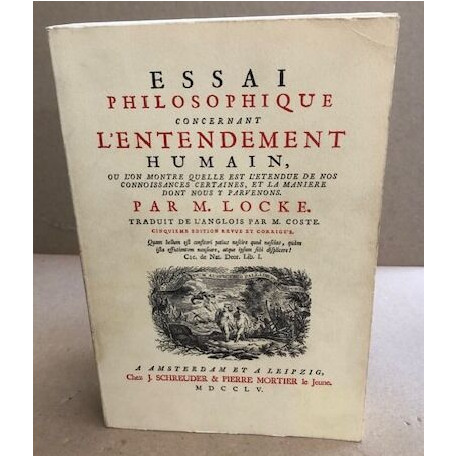 ESSAI
PHILOSOPHIQUE
CONCERNANT
L'ENTENDEMENT
HUMAIN,
OU L'ON MONTRE QUELLE EST L'ETENDUE DE NOS
CONNOISSANCES CERTAINES, ET LA MANIERE
DONT NOUS Y PARVENONS.
PAR M. LOCKE.
TRADUIT DE L'ANGLOIS PAR M. COSTE.
CINQUIEME EDITION REVUE ET CORRIGÉE.
Quam bellum est confiteri potius nescire quod nescias, quàm
ista effutientem nauseare, atque ipsum sibi displicere!
Cic. de Nat. Deor. Lib. I.
A AMSTERDAM ET A LEIPZIG,
Chez J. SCHREUDER & PIERRE MORTIER le Jeune.
MDCCLV.